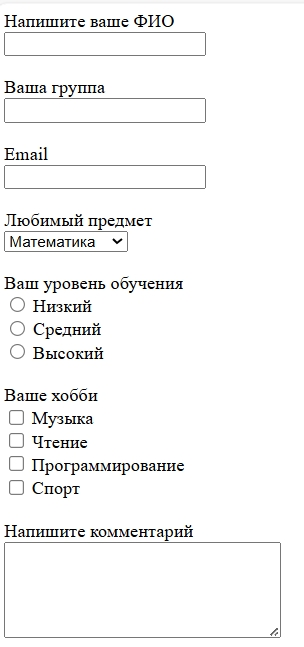 Напишите ваше ФИО
Ваша группа
Email
Любимый предмет
Математика
Ваш уровень обучения
Низкий
Средний
Высокий
Ваше хобби
Музыка
Чтение
Программирование
Спорт
Напишите комментарий